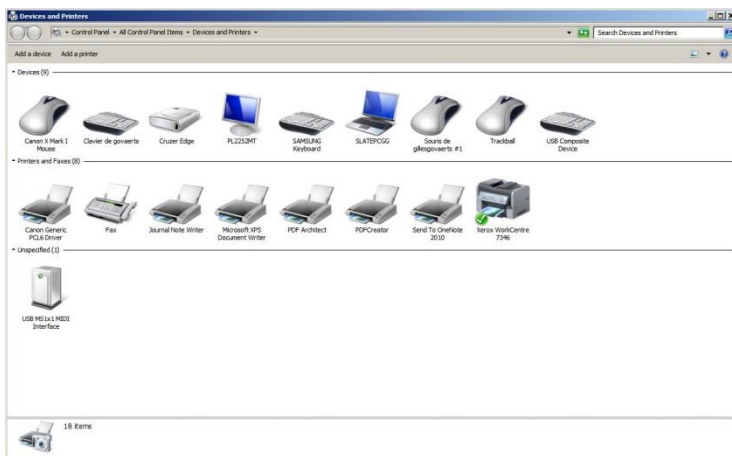 Devices and Printers
Control Panel
All Control Panel Items
Devices and Printers
Search Devices and Printers
Add a device
Add a printer
Devices (9)
Canon X Mark I
Mouse
Clavier de govaerts
Cruzer Edge
PL2252MT
SAMSUNG
Keyboard
SLATEPCGG
Souris de
gillesgovaerts #1
Trackball
USB Composite
Device
Printers and Faxes (8)
Canon Generic
PCL6 Driver
Fax
Journal Note Writer
Microsoft XPS
Document Writer
PDF Architect
PDFCreator
Send To OneNote
2010
Xerox WorkCentre
7346
Unspecified (1)
USB MS1x1 MIDI
Interface
18 items